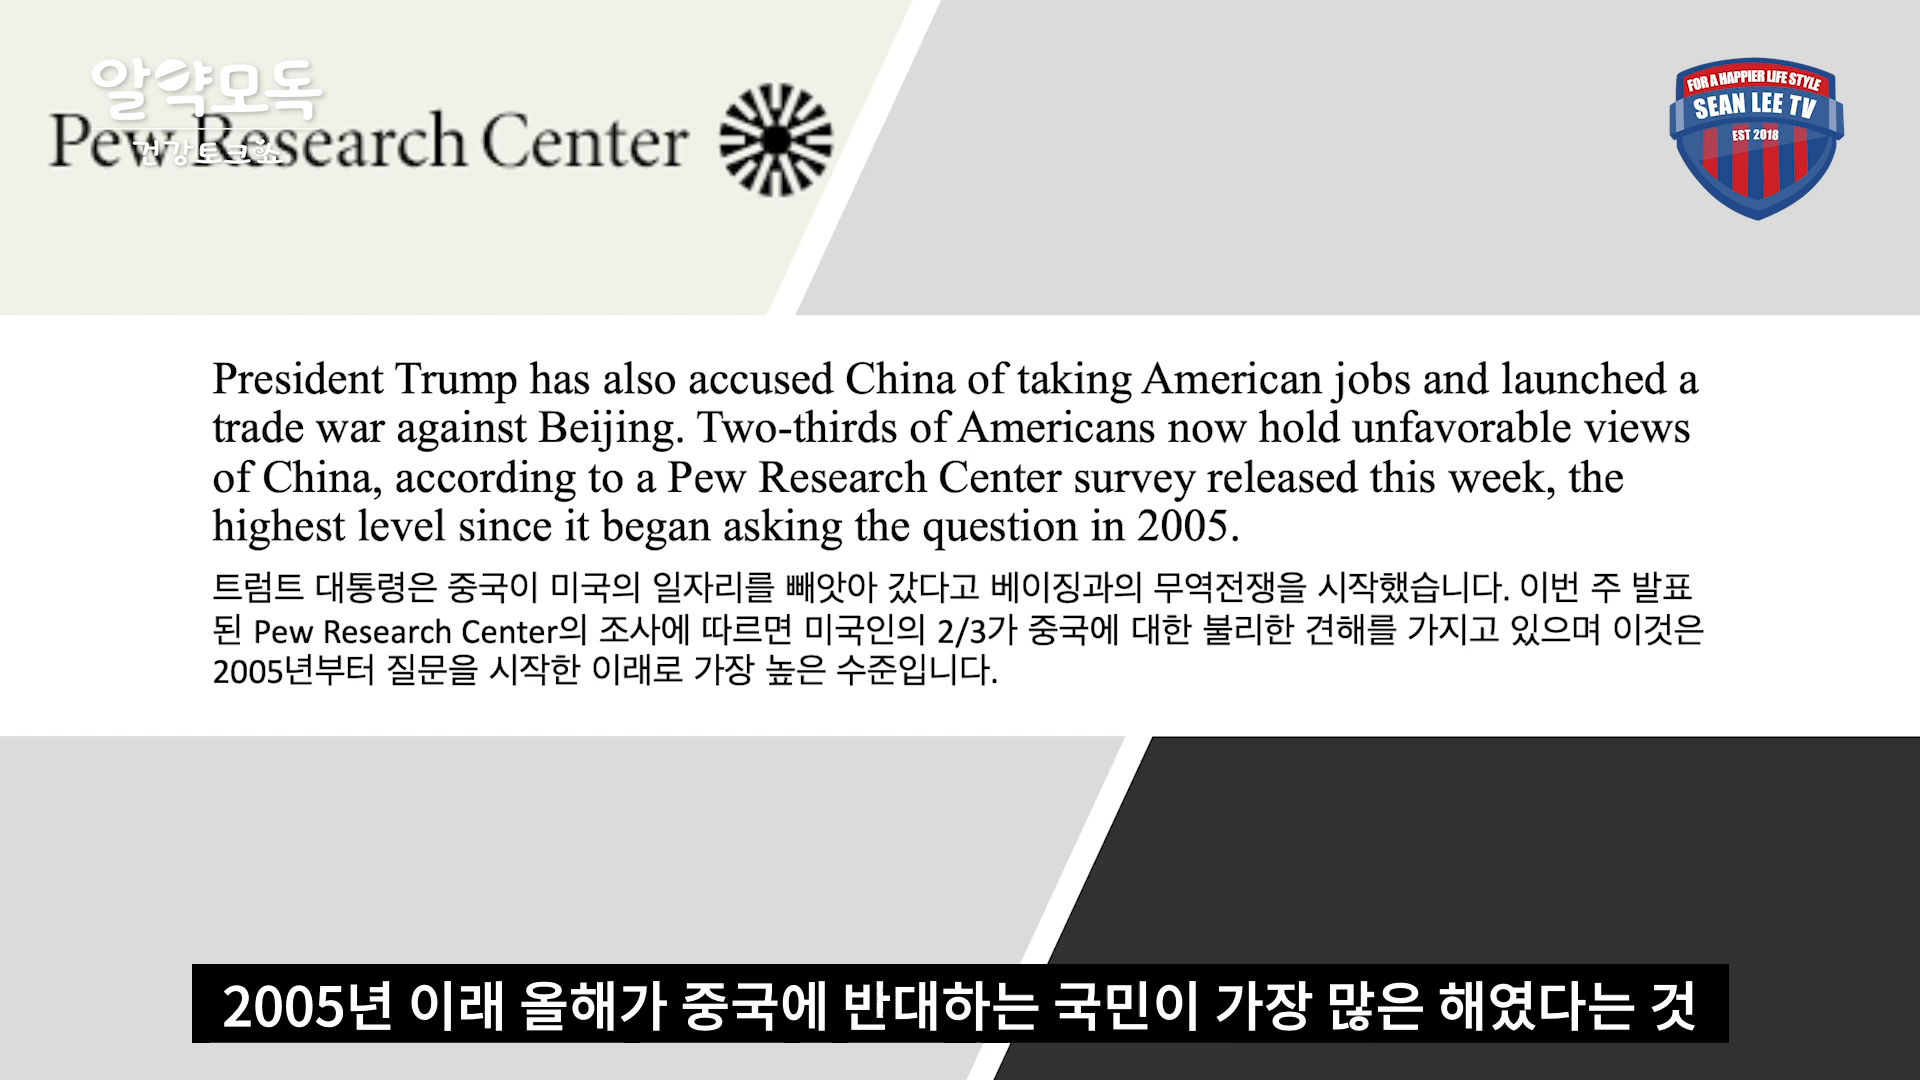 알약모독
건강토크쇼
Pew Research Center
FOR A HAPPIER LIFE STYLE
SEAN LEE TV
EST 2018
President Trump has also accused China of taking American jobs and launched a
trade war against Beijing. Two-thirds of Americans now hold unfavorable views
of China, according to a Pew Research Center survey released this week, the
highest level since it began asking the question in 2005.
트럼트 대통령은 중국이 미국의 일자리를 빼앗아 갔다고 베이징과의 무역전쟁을 시작했습니다. 이번 주 발표
된 Pew Research Center의 조사에 따르면 미국인의 2/3가 중국에 대한 불리한 견해를 가지고 있으며 이것은
2005년부터 질문을 시작한 이래로 가장 높은 수준입니다.
2005년 이래 올해가 중국에 반대하는 국민이 가장 많은 해였다는 것